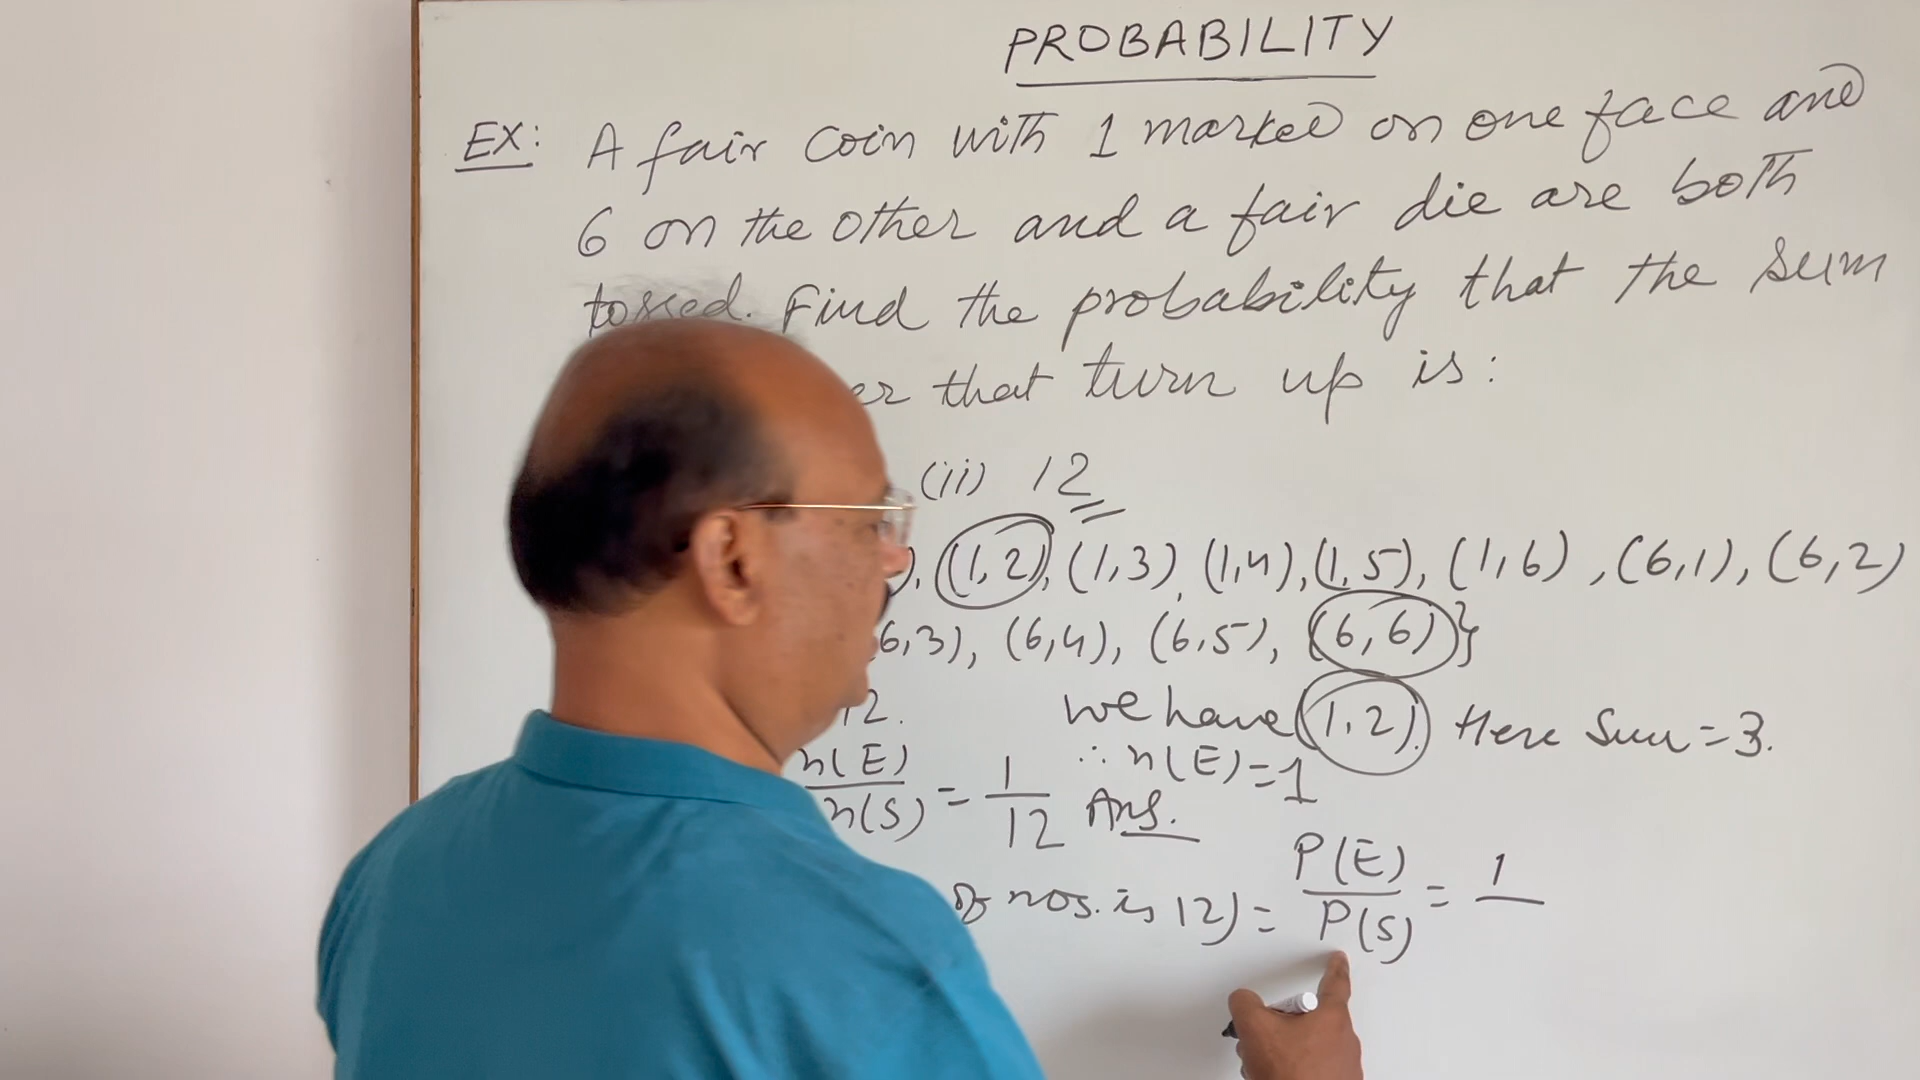 PROBABILITY
EX: A fair coin with 1 marked on one face and
6 on the other and a fair die are both
tossed. Find the probability that the sum
er that turn up is:
(ii) 12
), (1,2), (1,3), (1,4), (1,5), (1,6), (6,1), (6,2)
6,3), (6,4), (6,5), (6,6)}
12. we have (1,2). Here Sum = 3.
n(E)/n(S) = 1/12 Ans. ∴ n(E)=1
of nos. is 12) = P(E)/P(S) = 1/